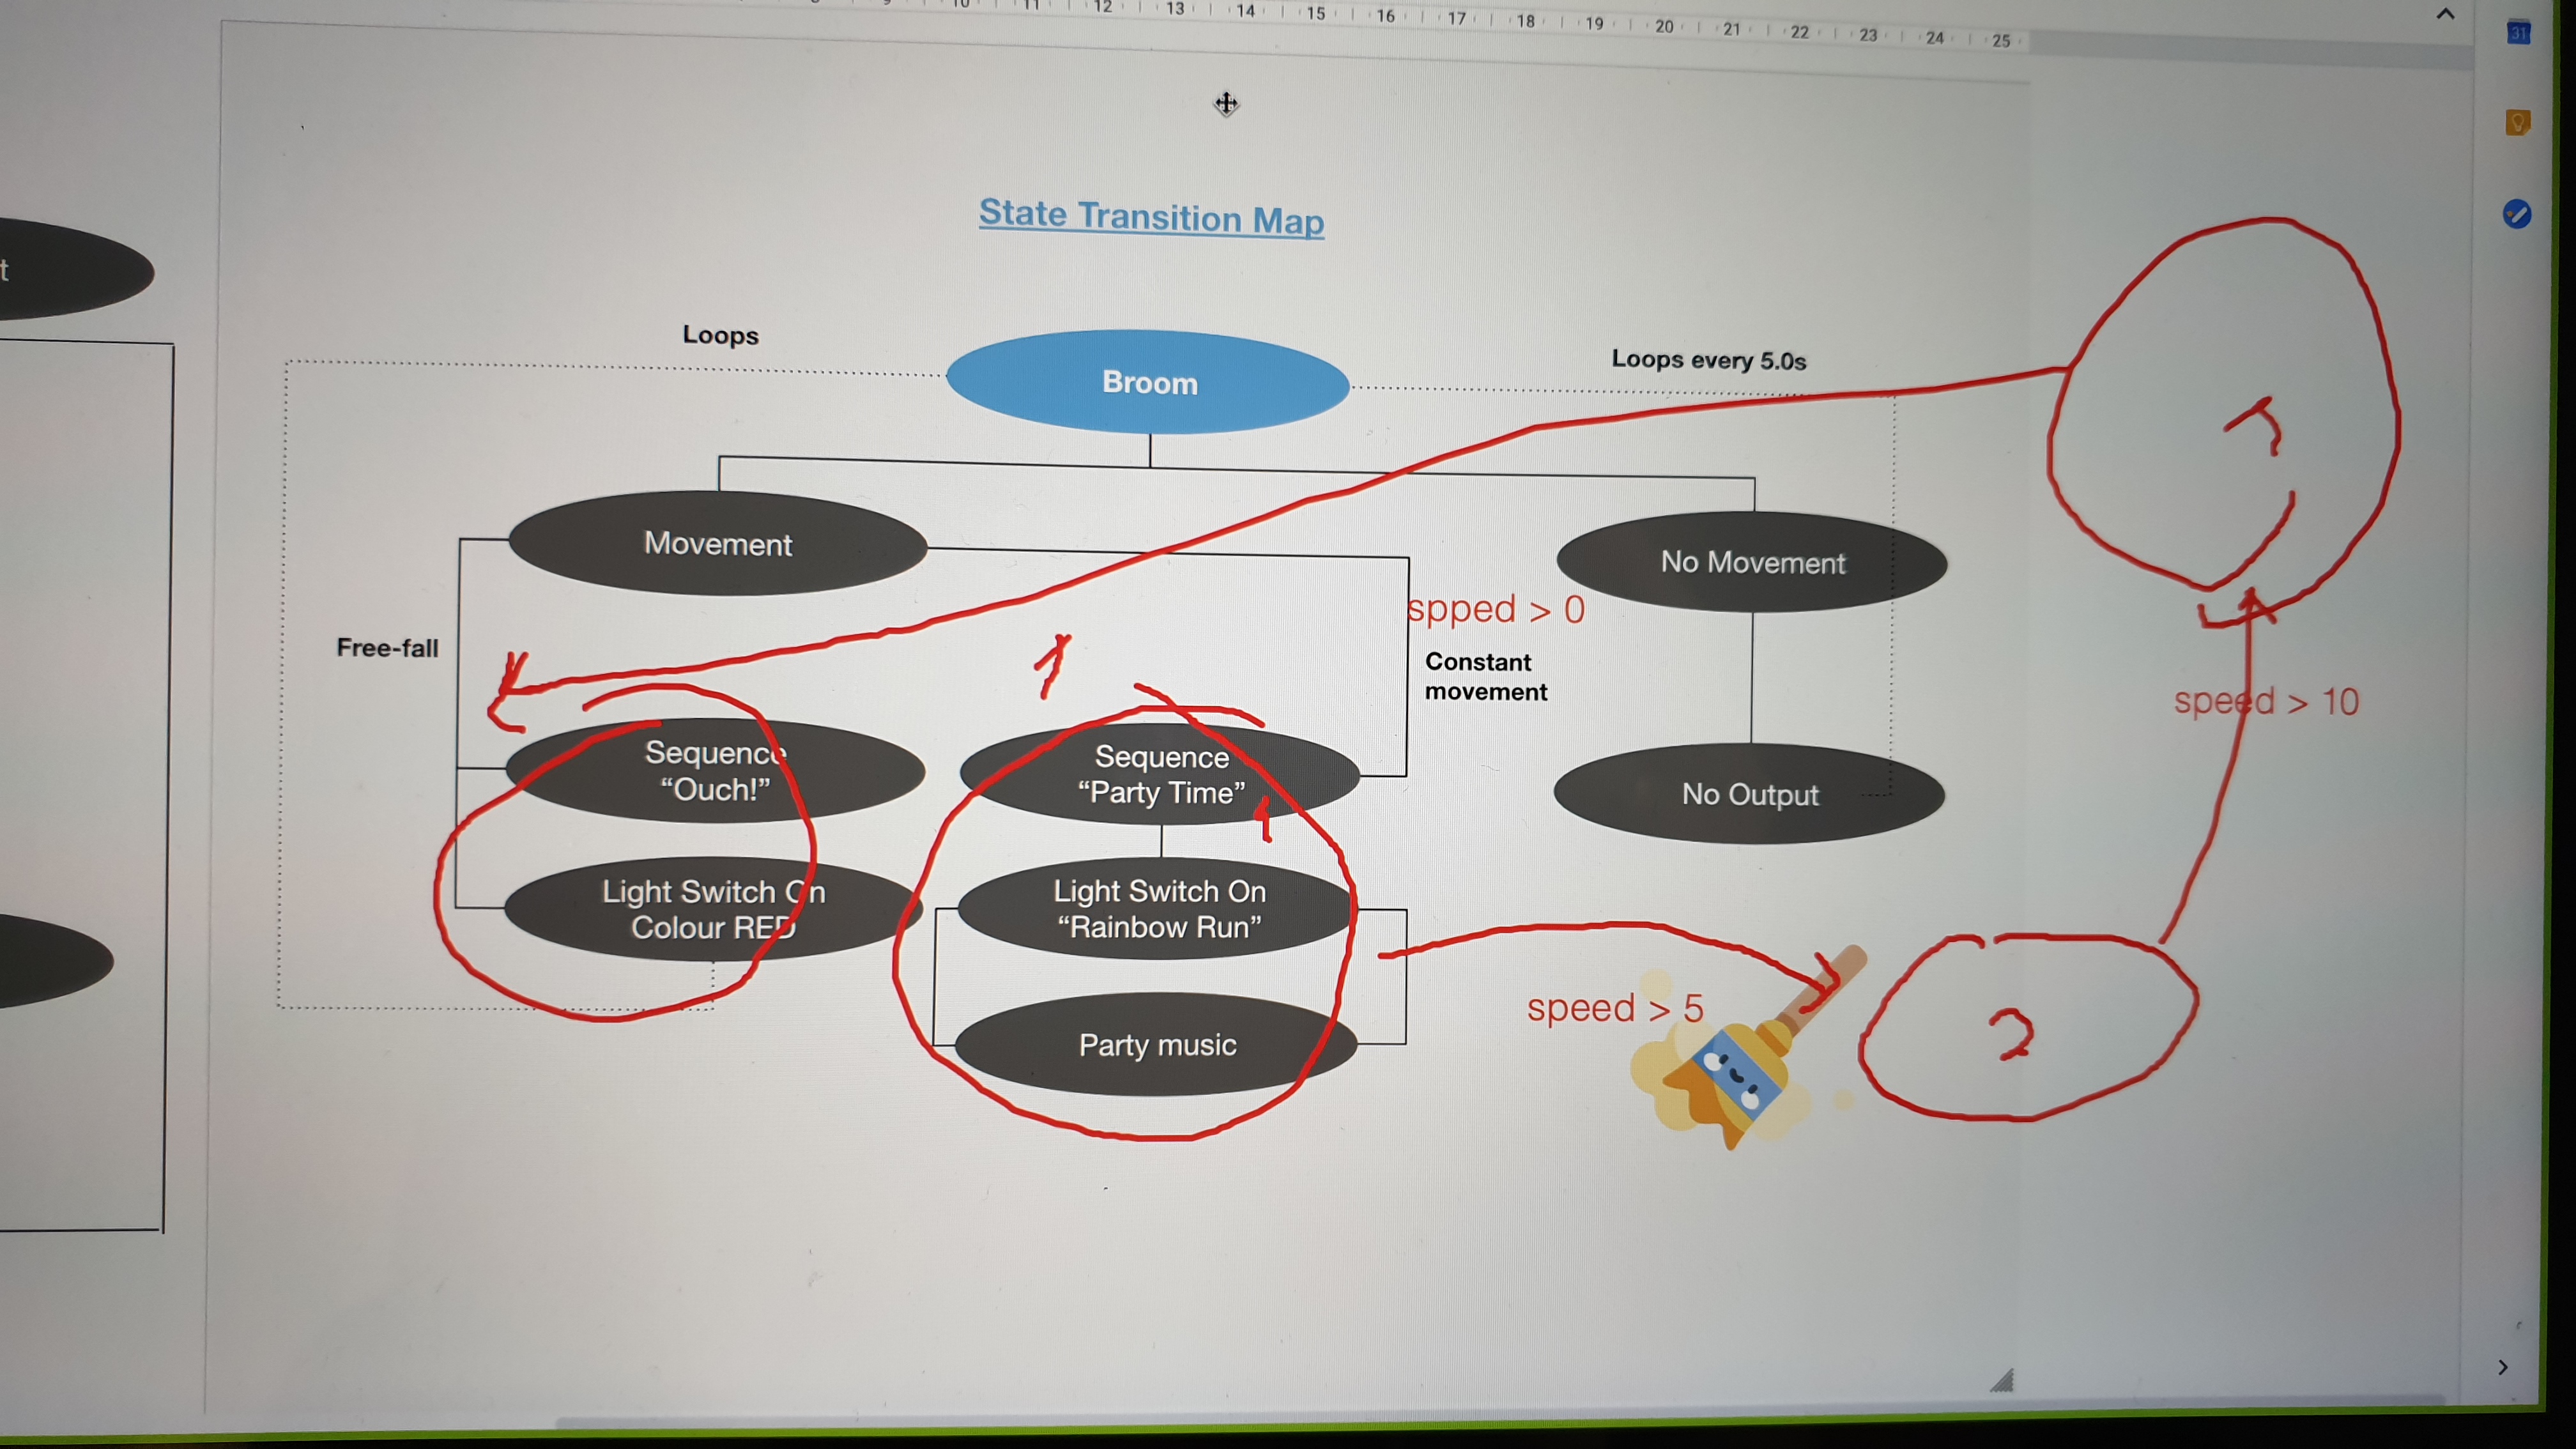 10 11 12 13 14 15 16 17 18 19 20 21 22 23 24 25
31
t
State Transition Map
Loops
Broom
Loops every 5.0s
Movement
No Movement
spped > 0
Free-fall
1
Constant
movement
speed > 10
Sequence
“Ouch!”
Sequence
“Party Time”
1
No Output
Light Switch On
Colour RED
Light Switch On
“Rainbow Run”
speed > 5
2
Party music